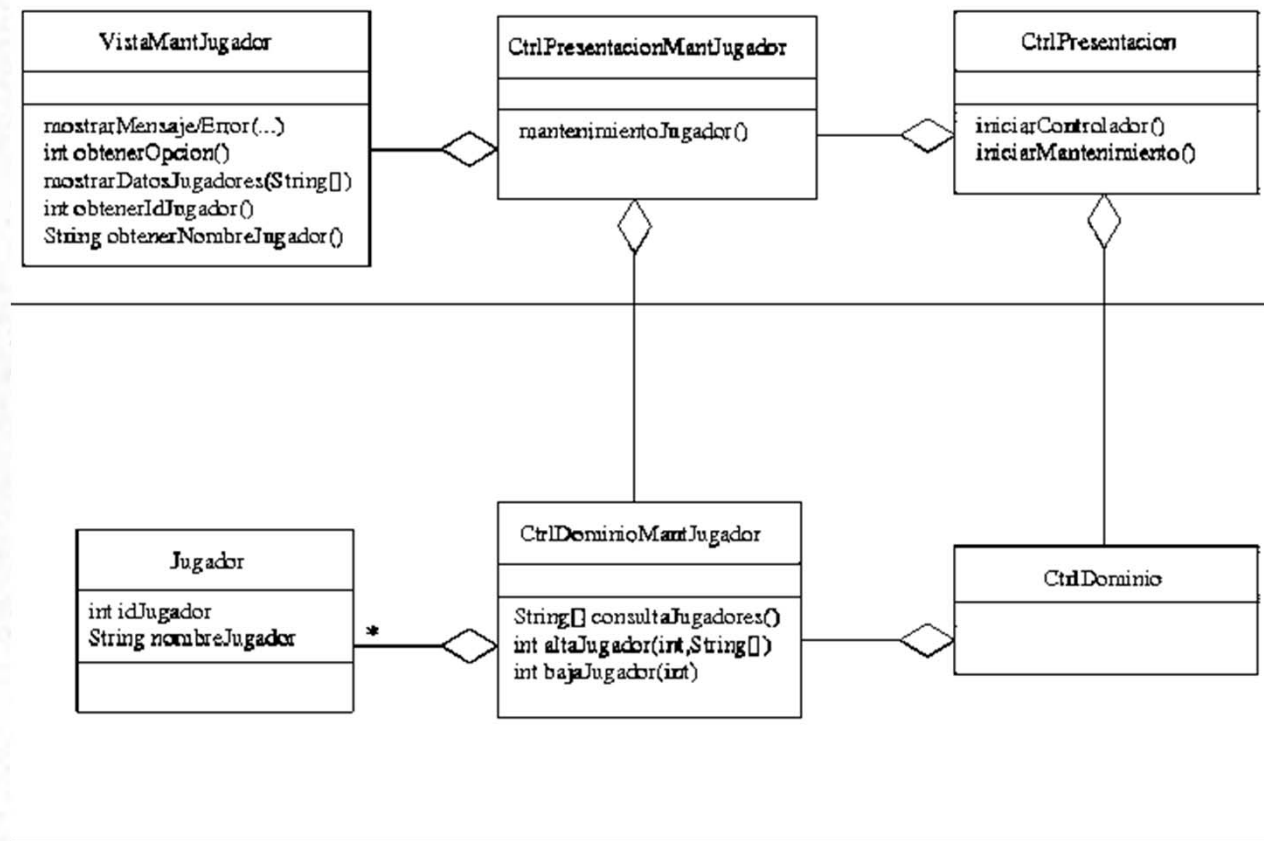 VistaMantJugador
mostrarMensaje/Error(...)
int obtenerOpcion()
mostrarDatosJugadores(String[])
int obtenerIdJugador()
String obtenerNombreJugador()
CtrlPresentacionMantJugador
mantenimientoJugador()
CtrlPresentacion
iniciarControlador()
iniciarMantenimiento()
Jugador
int idJugador
String nombreJugador
*
CtrlDominioMantJugador
String[] consultaJugadores()
int altaJugador(int,String[])
int bajaJugador(int)
CtrlDominio